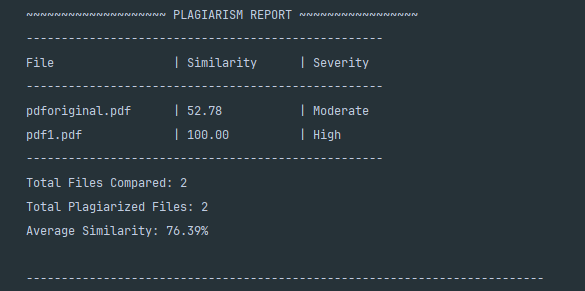 ~~~~~~~~~~~~~~~~~~~~ PLAGIARISM REPORT ~~~~~~~~~~~~~~~~~
---------------------------------------------------
File                 | Similarity      | Severity
---------------------------------------------------
pdforiginal.pdf      | 52.78           | Moderate
pdf1.pdf             | 100.00          | High
---------------------------------------------------
Total Files Compared: 2
Total Plagiarized Files: 2
Average Similarity: 76.39%
--------------------------------------------------------------------------